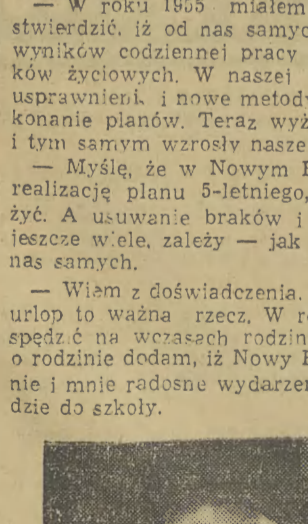 — W roku 1955 miałem
stwierdzić, iż od nas samyc
wyników codziennej pracy
ków życiowych. W naszej
usprawnieni. i nowe metody
konanie planów. Teraz wyż
i tym samym wzrosły nasze
— Myślę, że w Nowym R
realizację planu 5-letniego,
żyć. A usuwanie braków i
jeszcze wiele, zależy — jak
nas samych.
— Wiem z doświadczenia,
urlop to ważna rzecz. W r
spędzić na wczasach rodzin
o rodzinie dodam, iż Nowy R
nie i mnie radosne wydarzen
dzie do szkoły.